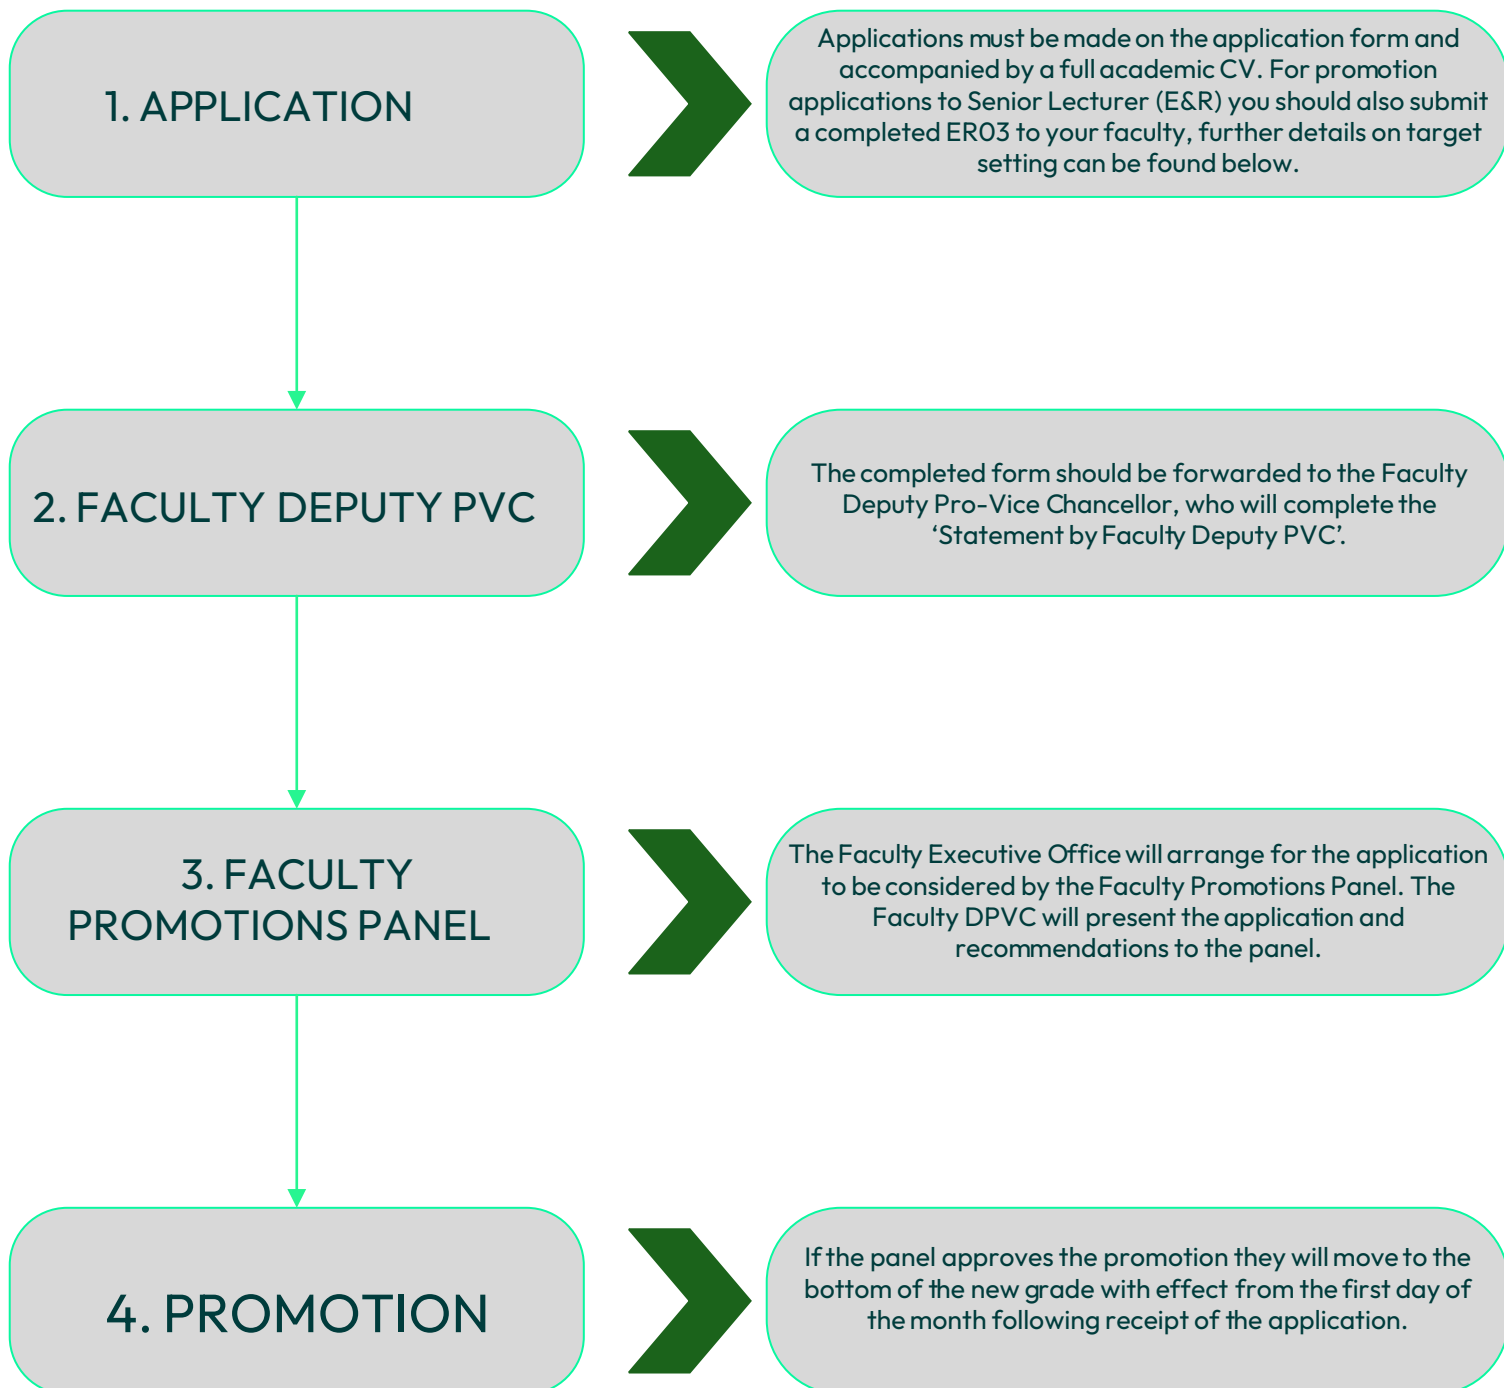 1. APPLICATION
Applications must be made on the application form and
accompanied by a full academic CV. For promotion
applications to Senior Lecturer (E&R) you should also submit
a completed ER03 to your faculty, further details on target
setting can be found below.
2. FACULTY DEPUTY PVC
The completed form should be forwarded to the Faculty
Deputy Pro-Vice Chancellor, who will complete the
‘Statement by Faculty Deputy PVC’.
3. FACULTY
PROMOTIONS PANEL
The Faculty Executive Office will arrange for the application
to be considered by the Faculty Promotions Panel. The
Faculty DPVC will present the application and
recommendations to the panel.
4. PROMOTION
If the panel approves the promotion they will move to the
bottom of the new grade with effect from the first day of
the month following receipt of the application.